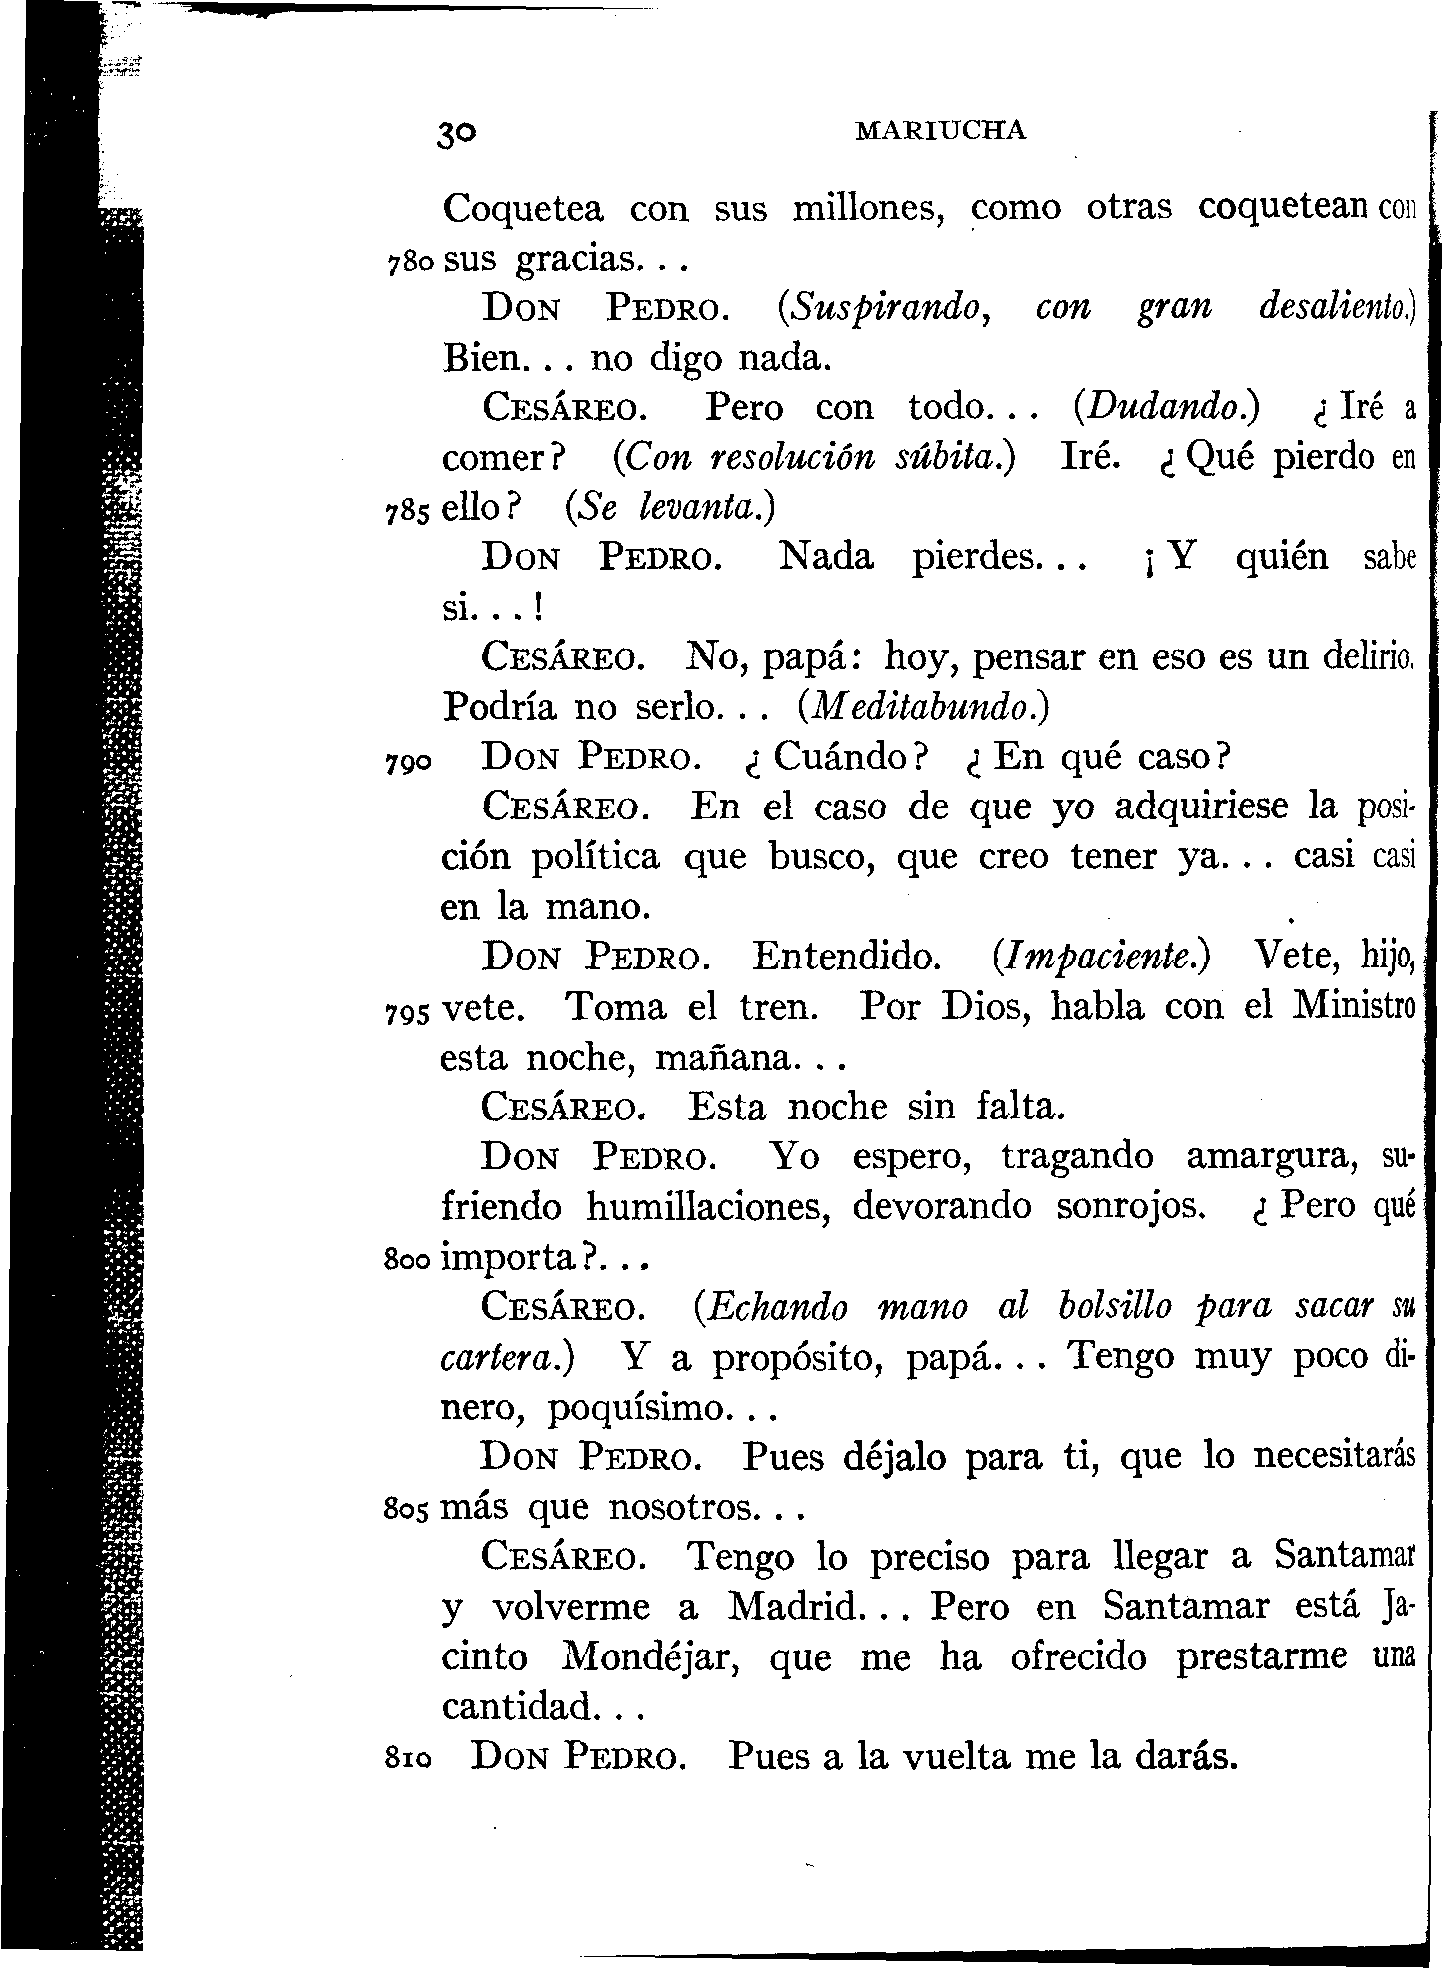 30 MARIUCHA
Coquetea con sus millones, como otras coquetean con
780 sus gracias. . .
DON PEDRO. (Suspirando, con gran desaliento.)
Bien. . . no digo nada.
CESÁREO. Pero con todo. . . (Dudando.) ¿ Iré a
comer? (Con resolución súbita.) Iré. ¿ Qué pierdo en
785 ello? (Se levanta.)
DON PEDRO. Nada pierdes. . . ¡ Y quién sabe
si. . . !
CESÁREO. No, papá: hoy, pensar en eso es un delirio.
Podría no serlo. . . (Meditabundo.)
790 DON PEDRO. ¿ Cuándo? ¿ En qué caso?
CESÁREO. En el caso de que yo adquiriese la posi-
ción política que busco, que creo tener ya. . . casi casi
en la mano.
DON PEDRO. Entendido. (Impaciente.) Vete, hijo,
795 vete. Toma el tren. Por Dios, habla con el Ministro
esta noche, mañana. . .
CESÁREO. Esta noche sin falta.
DON PEDRO. Yo espero, tragando amargura, su-
friendo humillaciones, devorando sonrojos. ¿ Pero qué
800 importa?. . .
CESÁREO. (Echando mano al bolsillo para sacar su
cartera.) Y a propósito, papá. . . Tengo muy poco di-
nero, poquísimo. . .
DON PEDRO. Pues déjalo para ti, que lo necesitarás
805 más que nosotros. . .
CESÁREO. Tengo lo preciso para llegar a Santamar
y volverme a Madrid. . . Pero en Santamar está Ja-
cinto Mondéjar, que me ha ofrecido prestarme una
cantidad. . .
810 DON PEDRO. Pues a la vuelta me la darás.